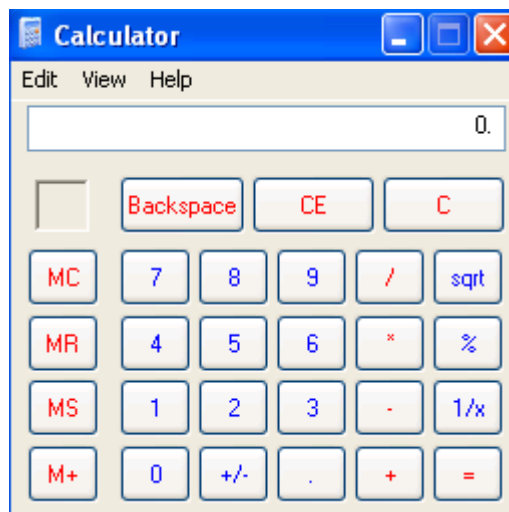 Calculator
Edit View Help
0.
Backspace CE C
MC 7 8 9 / sqrt
MR 4 5 6 * %
MS 1 2 3 - 1/x
M+ 0 +/- . + =